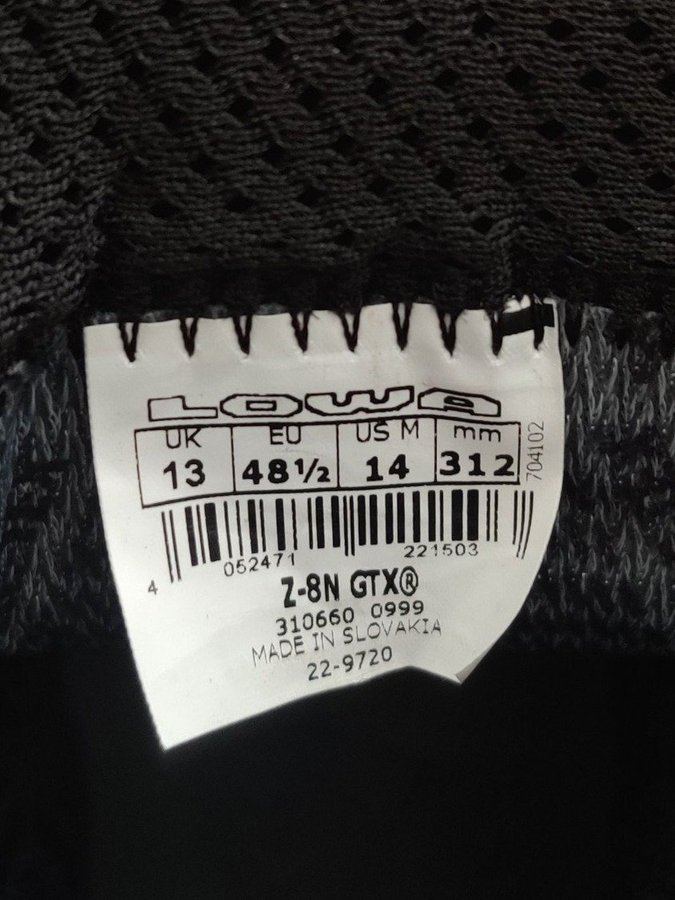 LOWA
UK EU US M mm
13 48½ 14 312
704102
4 052471 221503
Z-8N GTX®
310660 0999
MADE IN SLOVAKIA
22-9720